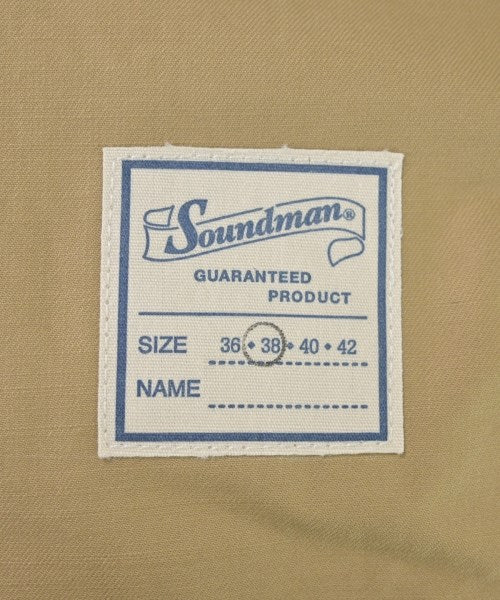 Soundman®
GUARANTEED
PRODUCT
SIZE 36 • 38 • 40 • 42
NAME